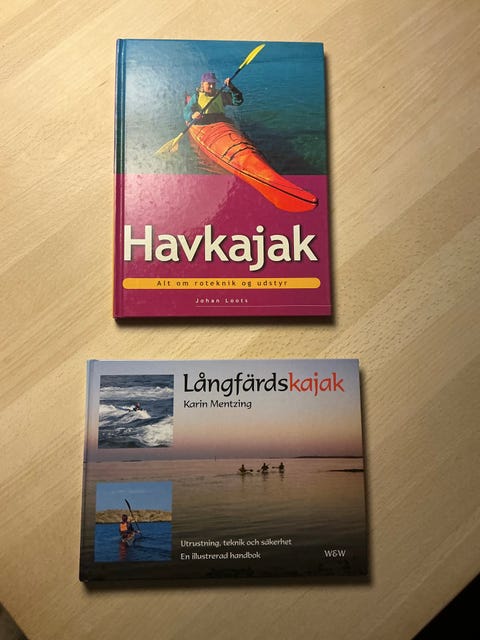 Havkajak
Alt om roteknik og udstyr
Johan Loots
Långfärdskajak
Karin Mentzing
Utrustning, teknik och säkerhet
En illustrerad handbok
W&W